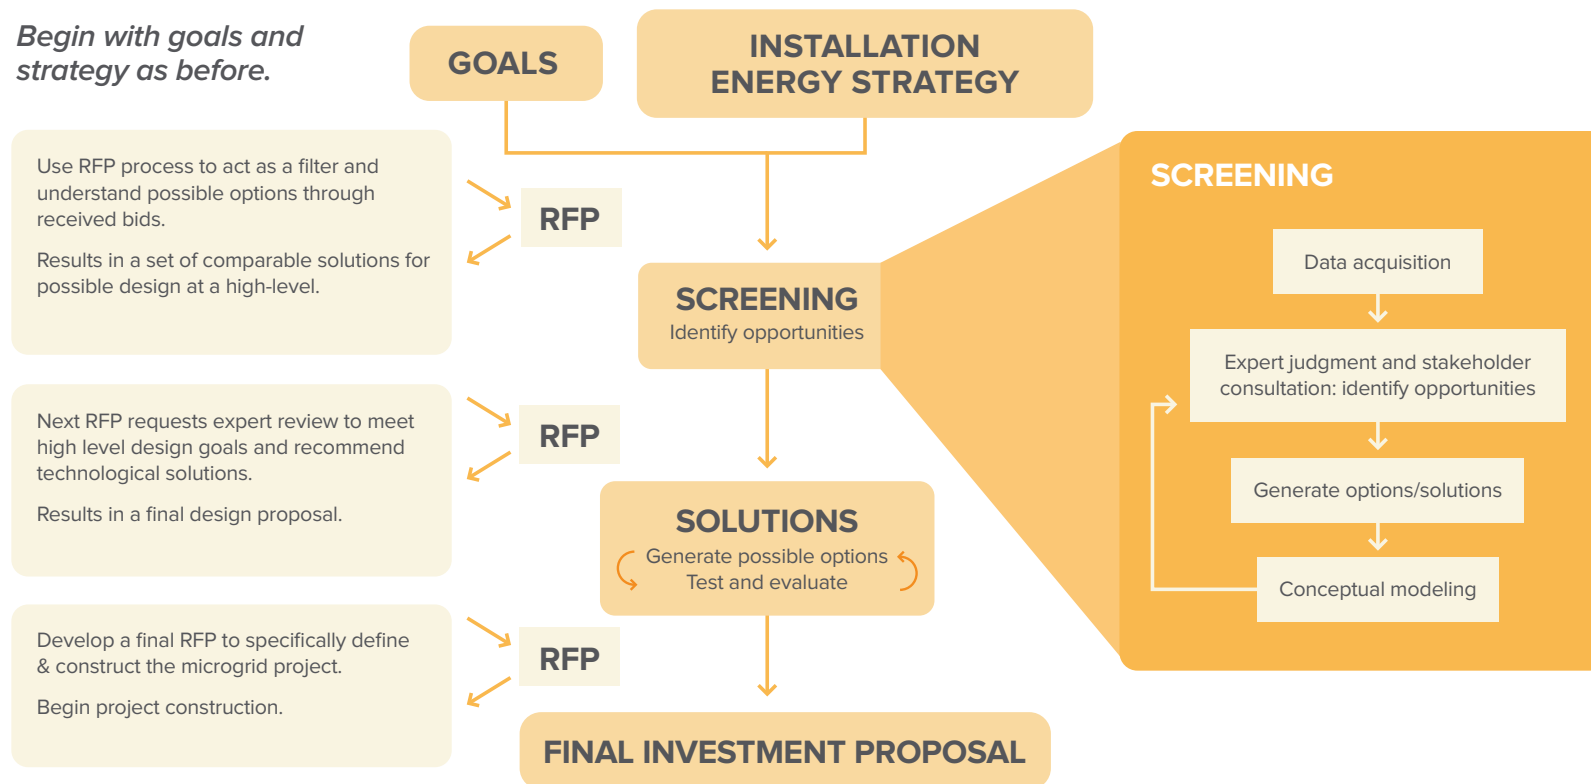 Begin with goals and
strategy as before.
GOALS
INSTALLATION
ENERGY STRATEGY
Use RFP process to act as a filter and
understand possible options through
received bids.
Results in a set of comparable solutions for
possible design at a high-level.
RFP
SCREENING
Identify opportunities
Next RFP requests expert review to meet
high level design goals and recommend
technological solutions.
Results in a final design proposal.
RFP
SOLUTIONS
Generate possible options
Test and evaluate
Develop a final RFP to specifically define
& construct the microgrid project.
Begin project construction.
RFP
FINAL INVESTMENT PROPOSAL
SCREENING
Data acquisition
Expert judgment and stakeholder
consultation: identify opportunities
Generate options/solutions
Conceptual modeling